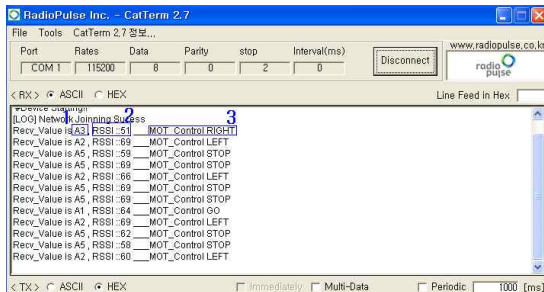 RadioPulse Inc. - CatTerm 2.7
File Tools CatTerm 2.7 정보...
Port Rates Data Parity stop Interval(ms)
COM 1 115200 8 0 2 0
Disconnect
www.radiopulse.co.kr
radio pulse
< RX > ASCII HEX
Line Feed in Hex
#Device Starting!!
1 2 3
[LOG] Network Joinning Sucess
Recv_Value is A3 , RSSI ::51 ___MOT_Control RIGHT
Recv_Value is A2 , RSSI ::69 ___MOT_Control LEFT
Recv_Value is A5 , RSSI ::59 ___MOT_Control STOP
Recv_Value is A5 , RSSI ::69 ___MOT_Control STOP
Recv_Value is A2 , RSSI ::66 ___MOT_Control LEFT
Recv_Value is A5 , RSSI ::69 ___MOT_Control STOP
Recv_Value is A5 , RSSI ::69 ___MOT_Control STOP
Recv_Value is A1 , RSSI ::64 ___MOT_Control GO
Recv_Value is A2 , RSSI ::69 ___MOT_Control LEFT
Recv_Value is A5 , RSSI ::62 ___MOT_Control STOP
Recv_Value is A5 , RSSI ::58 ___MOT_Control STOP
Recv_Value is A2 , RSSI ::60 ___MOT_Control LEFT
< TX > ASCII HEX immediately Multi-Data Periodic 1000 [ms]